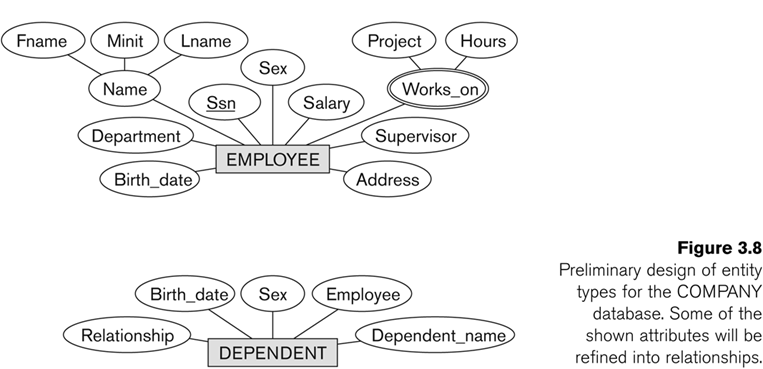 Fname
Minit
Lname
Project
Hours
Sex
Name
Works_on
Ssn
Salary
Department
Supervisor
EMPLOYEE
Birth_date
Address
Figure 3.8
Preliminary design of entity
types for the COMPANY
database. Some of the
shown attributes will be
refined into relationships.
Birth_date
Sex
Employee
Relationship
Dependent_name
DEPENDENT